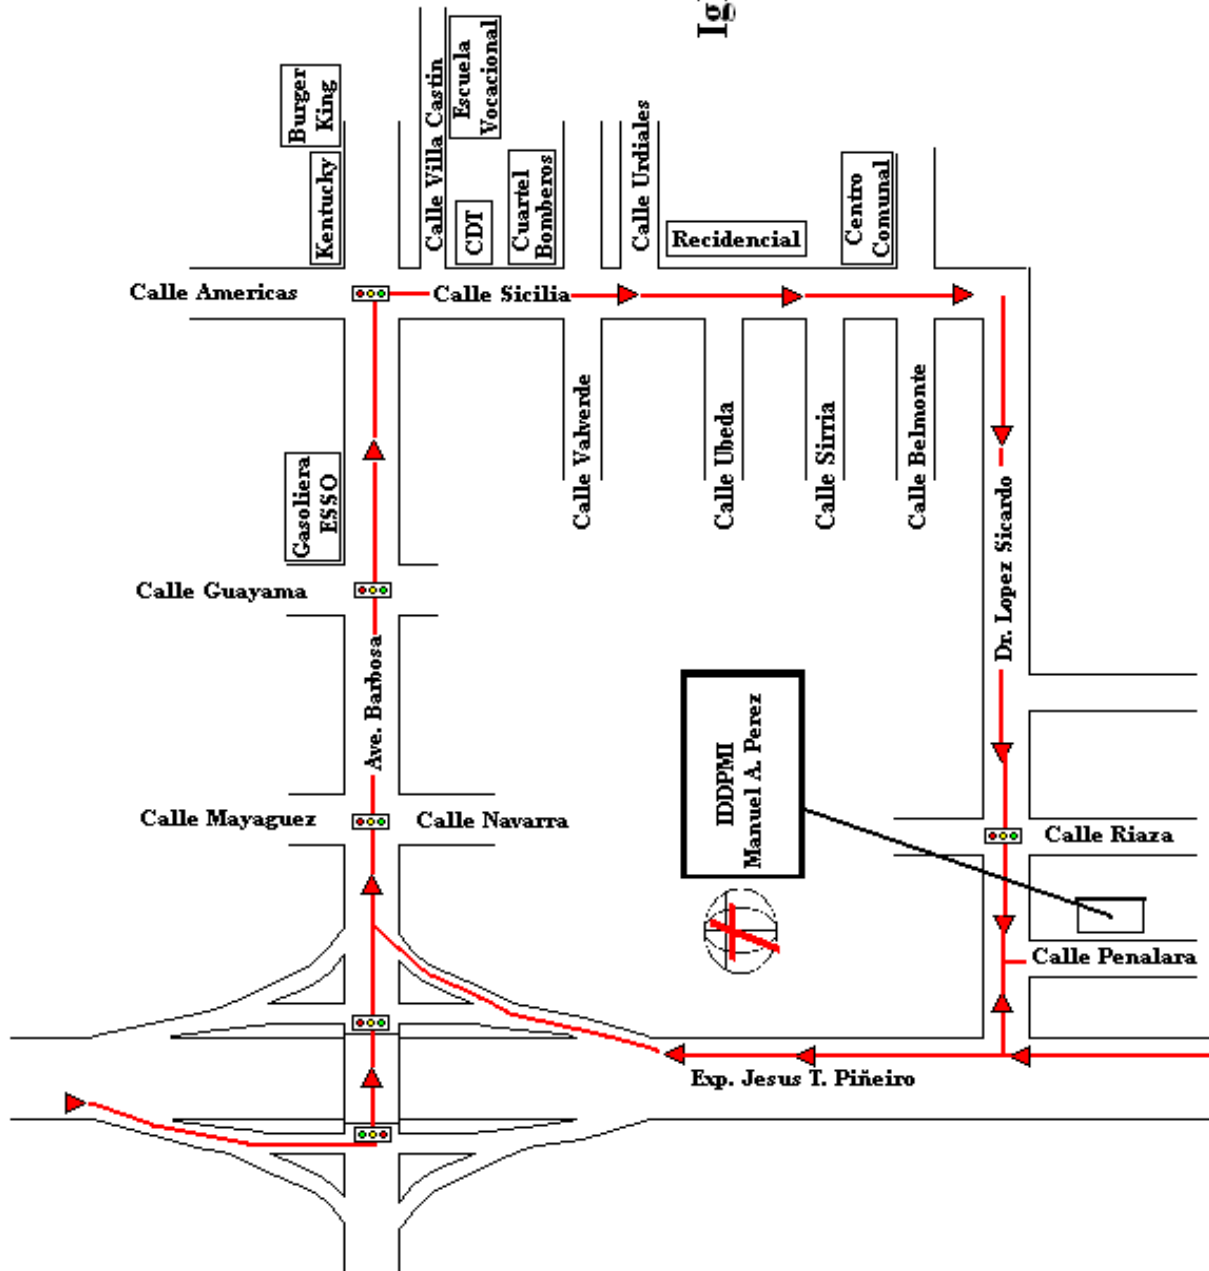 Ig
Burger
King
Kentucky
Calle Villa Castin
Escuela
Vocacional
CDT
Cuartel
Bomberos
Calle Urdiales
Recidencial
Centro
Comunal
Calle Americas
Calle Sicilia
Calle Valverde
Calle Ubeda
Calle Sirria
Calle Belmonte
Gasoliera
ESSO
Dr. Lopez Sicardo
Calle Guayama
Ave. Barbosa
IDDPMI
Manuel A. Perez
Calle Mayaguez
Calle Navarra
Calle Riaza
Calle Penalara
Exp. Jesus T. Piñeiro